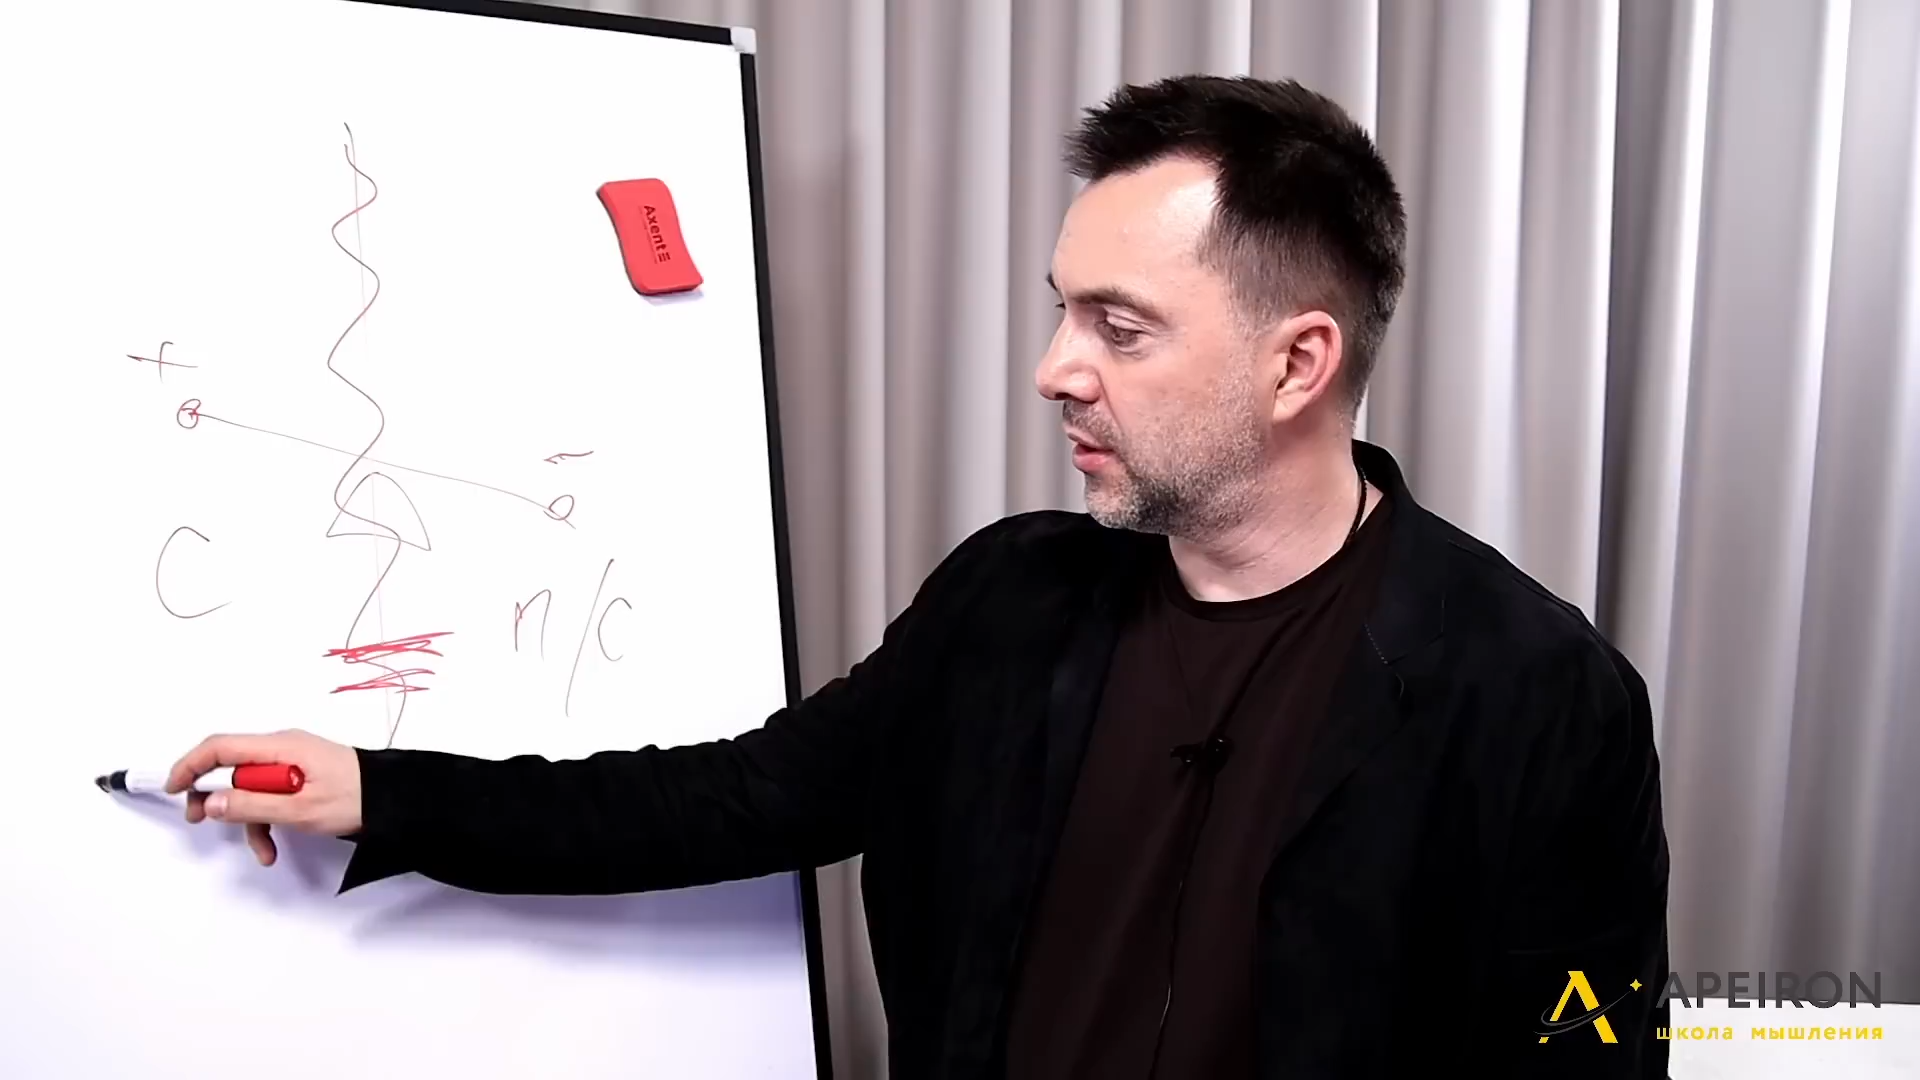 Axent
+
-
С
п/с
APEIRON
школа мышления